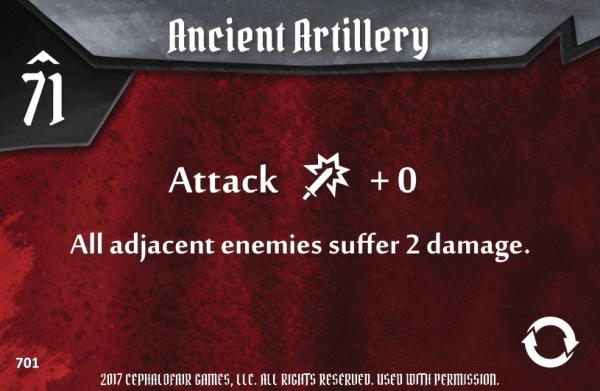 Ancient Artillery
71
Attack + 0
All adjacent enemies suffer 2 damage.
701
2017 CEPHALOFAIR GAMES, LLC. ALL RIGHTS RESERVED. USED WITH PERMISSION.